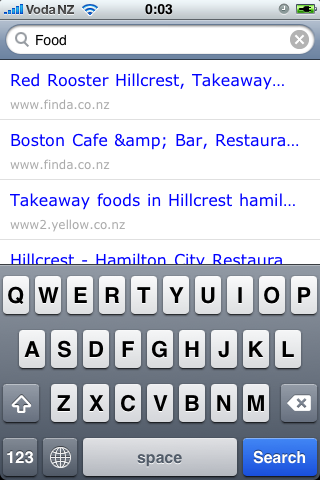 Voda NZ 0:03
Food
Red Rooster Hillcrest, Takeaway...
www.finda.co.nz
Boston Cafe &amp; Bar, Restaura...
www.finda.co.nz
Takeaway foods in Hillcrest hamil...
www2.yellow.co.nz
Hillcrest - Hamilton City Restaura
Q W E R T Y U I O P
A S D F G H J K L
Z X C V B N M
123 space Search